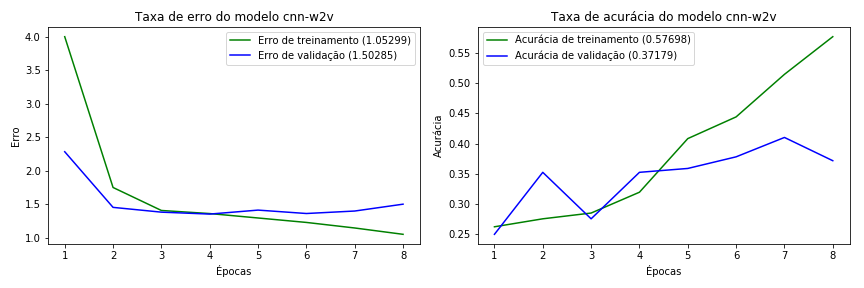 Taxa de erro do modelo cnn-w2v
Erro de treinamento (1.05299)
Erro de validação (1.50285)
4.0
3.5
3.0
2.5
2.0
1.5
1.0
Erro
1 2 3 4 5 6 7 8
Épocas
Taxa de acurácia do modelo cnn-w2v
Acurácia de treinamento (0.57698)
Acurácia de validação (0.37179)
0.55
0.50
0.45
0.40
0.35
0.30
0.25
Acurácia
1 2 3 4 5 6 7 8
Épocas